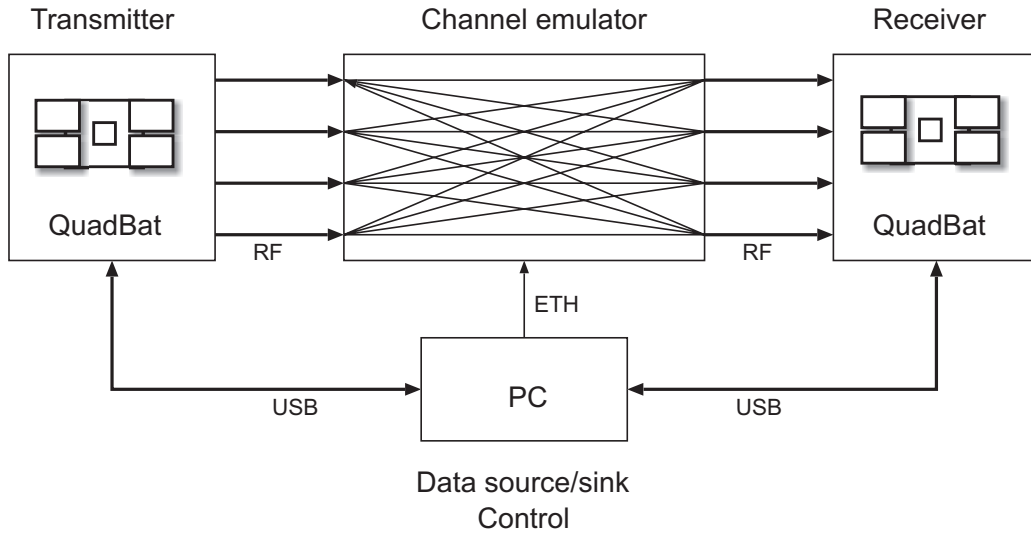 Transmitter
Channel emulator
Receiver
QuadBat
QuadBat
RF
RF
ETH
PC
USB
USB
Data source/sink
Control